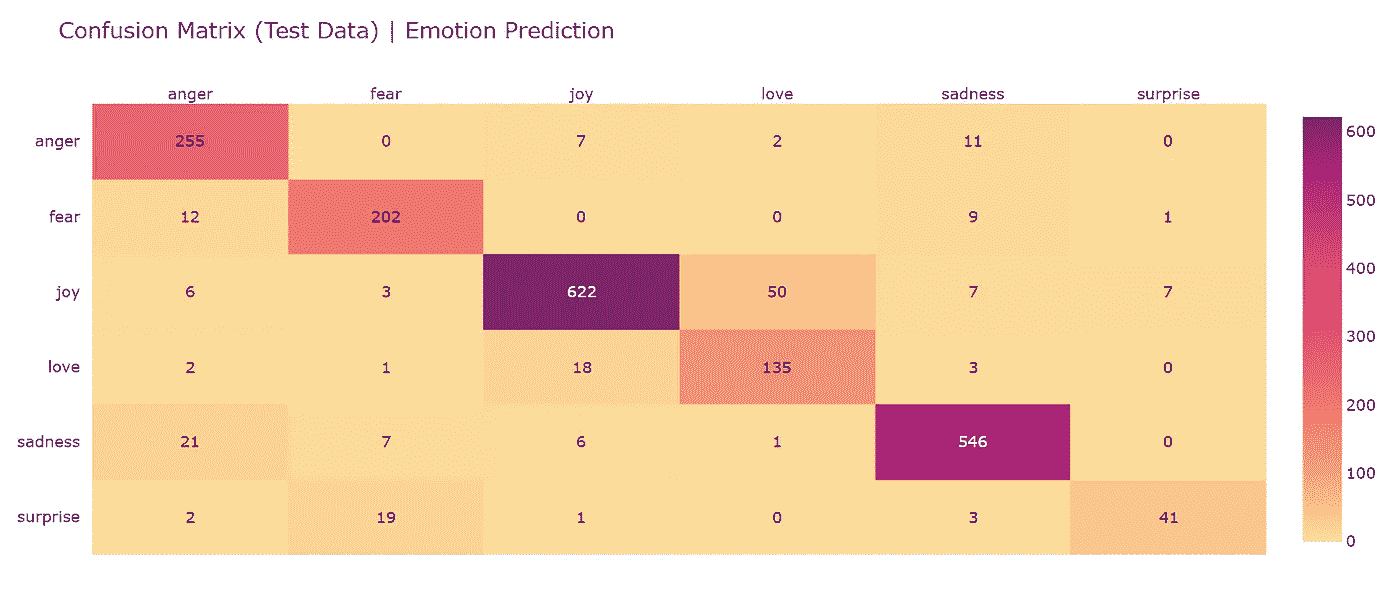 Confusion Matrix (Test Data) | Emotion Prediction
anger fear joy love sadness surprise
anger 255 0 7 2 11 0
fear 12 202 0 0 9 1
joy 6 3 622 50 7 7
love 2 1 18 135 3 0
sadness 21 7 6 1 546 0
surprise 2 19 1 0 3 41
600
500
400
300
200
100
0